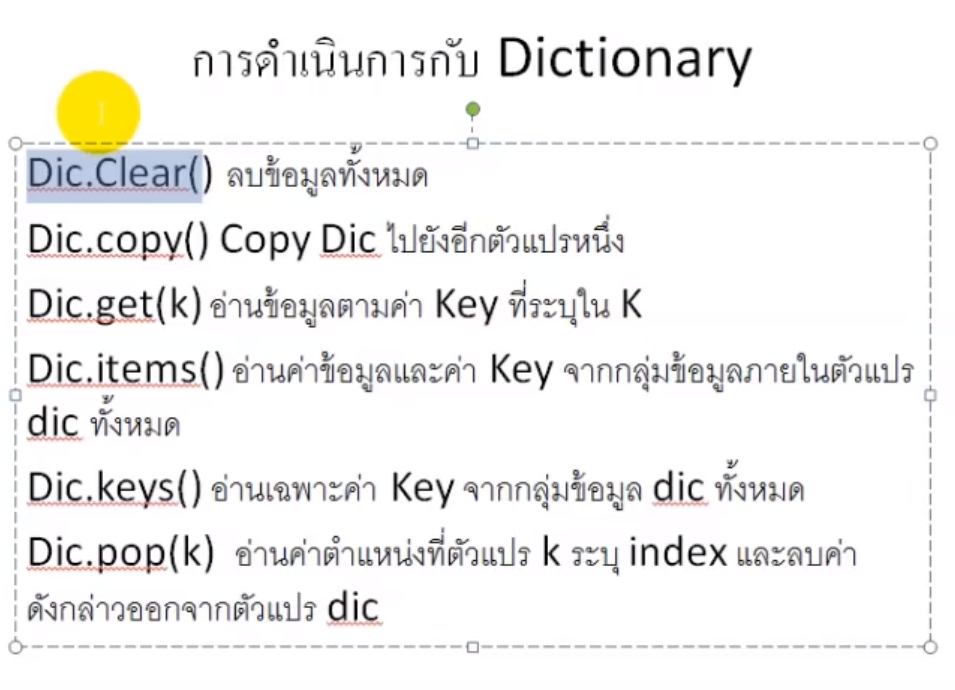 การดำเนินการกับ Dictionary
Dic.Clear() ลบข้อมูลทั้งหมด
Dic.copy() Copy Dic ไปยังอีกตัวแปรหนึ่ง
Dic.get(k) อ่านข้อมูลตามค่า Key ที่ระบุใน K
Dic.items() อ่านค่าข้อมูลและค่า Key จากกลุ่มข้อมูลภายในตัวแปร
dic ทั้งหมด
Dic.keys() อ่านเฉพาะค่า Key จากกลุ่มข้อมูล dic ทั้งหมด
Dic.pop(k) อ่านค่าตำแหน่งที่ตัวแปร k ระบุ index และลบค่า
ดังกล่าวออกจากตัวแปร dic